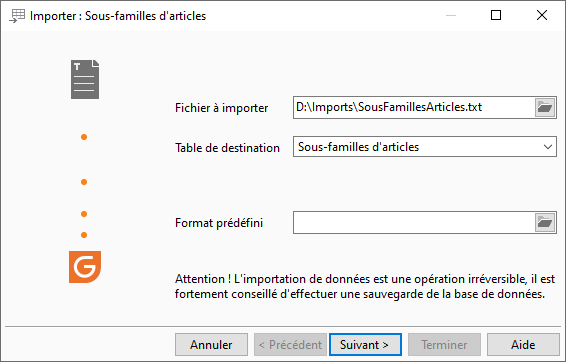 Importer : Sous-familles d'articles
Fichier à importer
D:\Imports\SousFamillesArticles.txt
Table de destination
Sous-familles d'articles
Format prédéfini
Attention ! L'importation de données est une opération irréversible, il est
fortement conseillé d'effectuer une sauvegarde de la base de données.
Annuler
< Précédent
Suivant >
Terminer
Aide